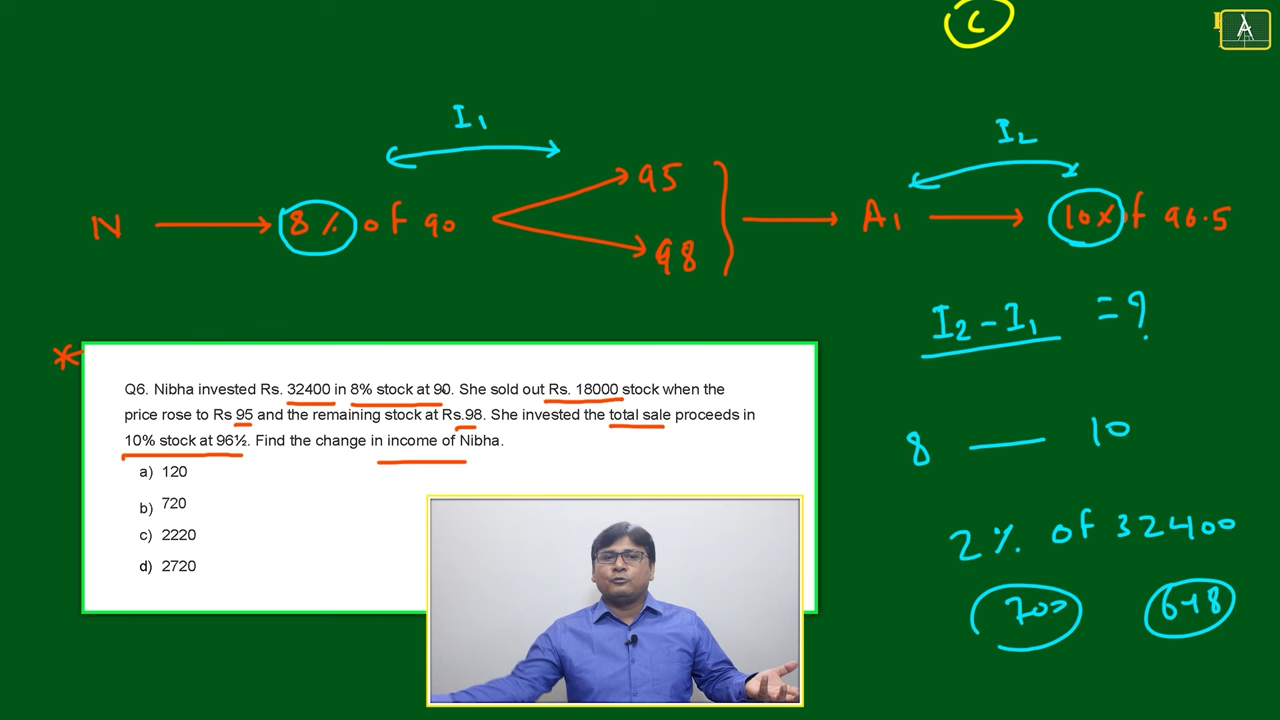 C
I₁
I₂
95
N → 8% of 90
A₁ → 10% of 96.5
98
I₂ - I₁ = ?
*
Q6. Nibha invested Rs. 32400 in 8% stock at 90. She sold out Rs. 18000 stock when the
price rose to Rs 95 and the remaining stock at Rs.98. She invested the total sale proceeds in
10% stock at 96½. Find the change in income of Nibha.
a) 120
b) 720
c) 2220
d) 2720
8 — 10
2% of 32400
700 648